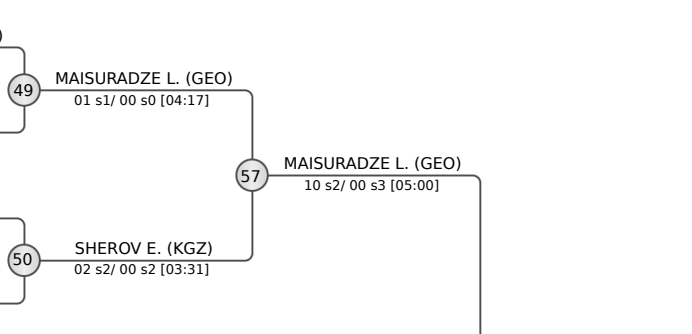 )
MAISURADZE L. (GEO)
49
01 s1/ 00 s0 [04:17]
MAISURADZE L. (GEO)
57
10 s2/ 00 s3 [05:00]
SHEROV E. (KGZ)
50
02 s2/ 00 s2 [03:31]